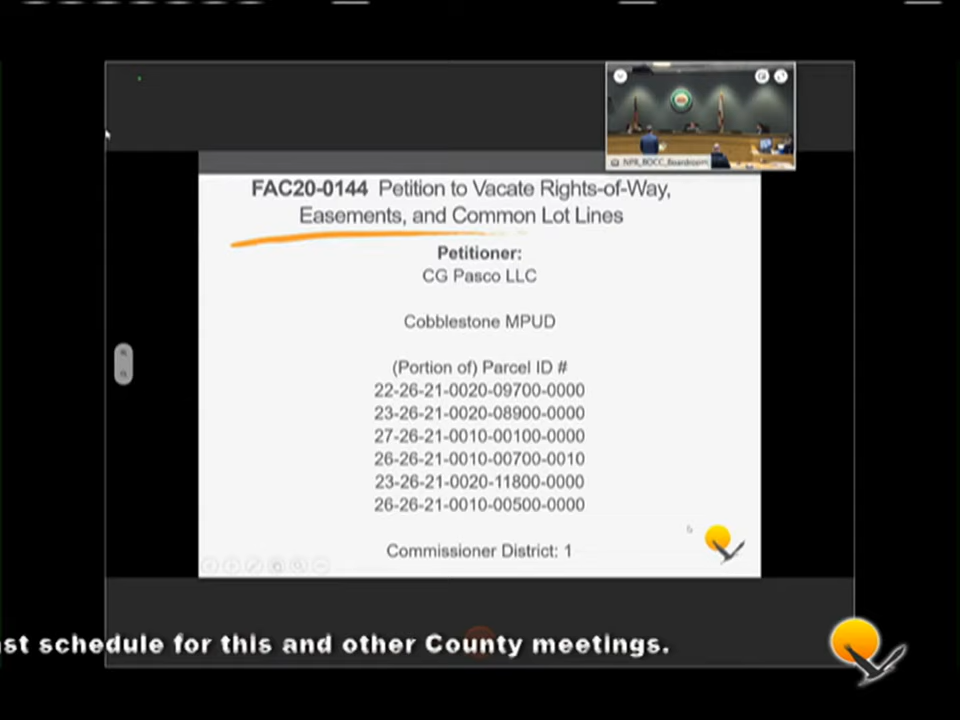 NPR_BOCC_Boardroom
FAC20-0144 Petition to Vacate Rights-of-Way,
Easements, and Common Lot Lines
Petitioner:
CG Pasco LLC
Cobblestone MPUD
(Portion of) Parcel ID #
22-26-21-0020-09700-0000
23-26-21-0020-08900-0000
27-26-21-0010-00100-0000
26-26-21-0010-00700-0010
23-26-21-0020-11800-0000
26-26-21-0010-00500-0000
Commissioner District: 1
ast schedule for this and other County meetings.